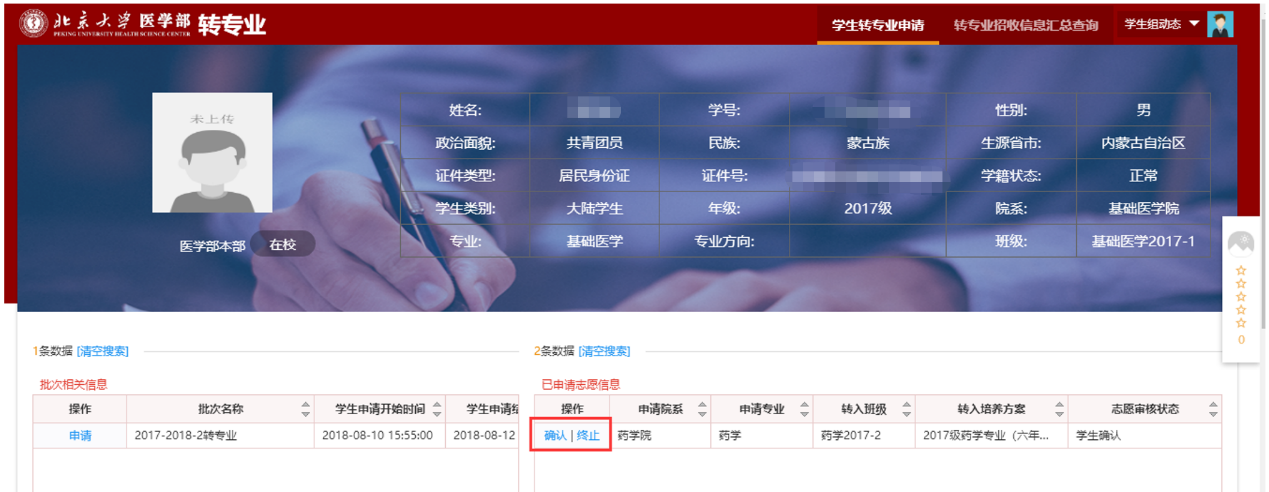 北京大学医学部 转专业 学生转专业申请 转专业招收信息汇总查询 学生组动态
PEKING UNIVERSITY HEALTH SCIENCE CENTER
未上传
医学部本部 在校
姓名: 学号: 性别: 男
政治面貌: 共青团员 民族: 蒙古族 生源省市: 内蒙古自治区
证件类型: 居民身份证 证件号: 学籍状态: 正常
学生类别: 大陆学生 年级: 2017级 院系: 基础医学院
专业: 基础医学 专业方向: 班级: 基础医学2017-1
0
1条数据 [清空搜索]
批次相关信息
操作 批次名称 学生申请开始时间 学生申请结
申请 2017-2018-2转专业 2018-08-10 15:55:00 2018-08-12
2条数据 [清空搜索]
已申请志愿信息
操作 申请院系 申请专业 转入班级 转入培养方案 志愿审核状态
确认 | 终止 药学院 药学 药学2017-2 2017级药学专业（六年... 学生确认